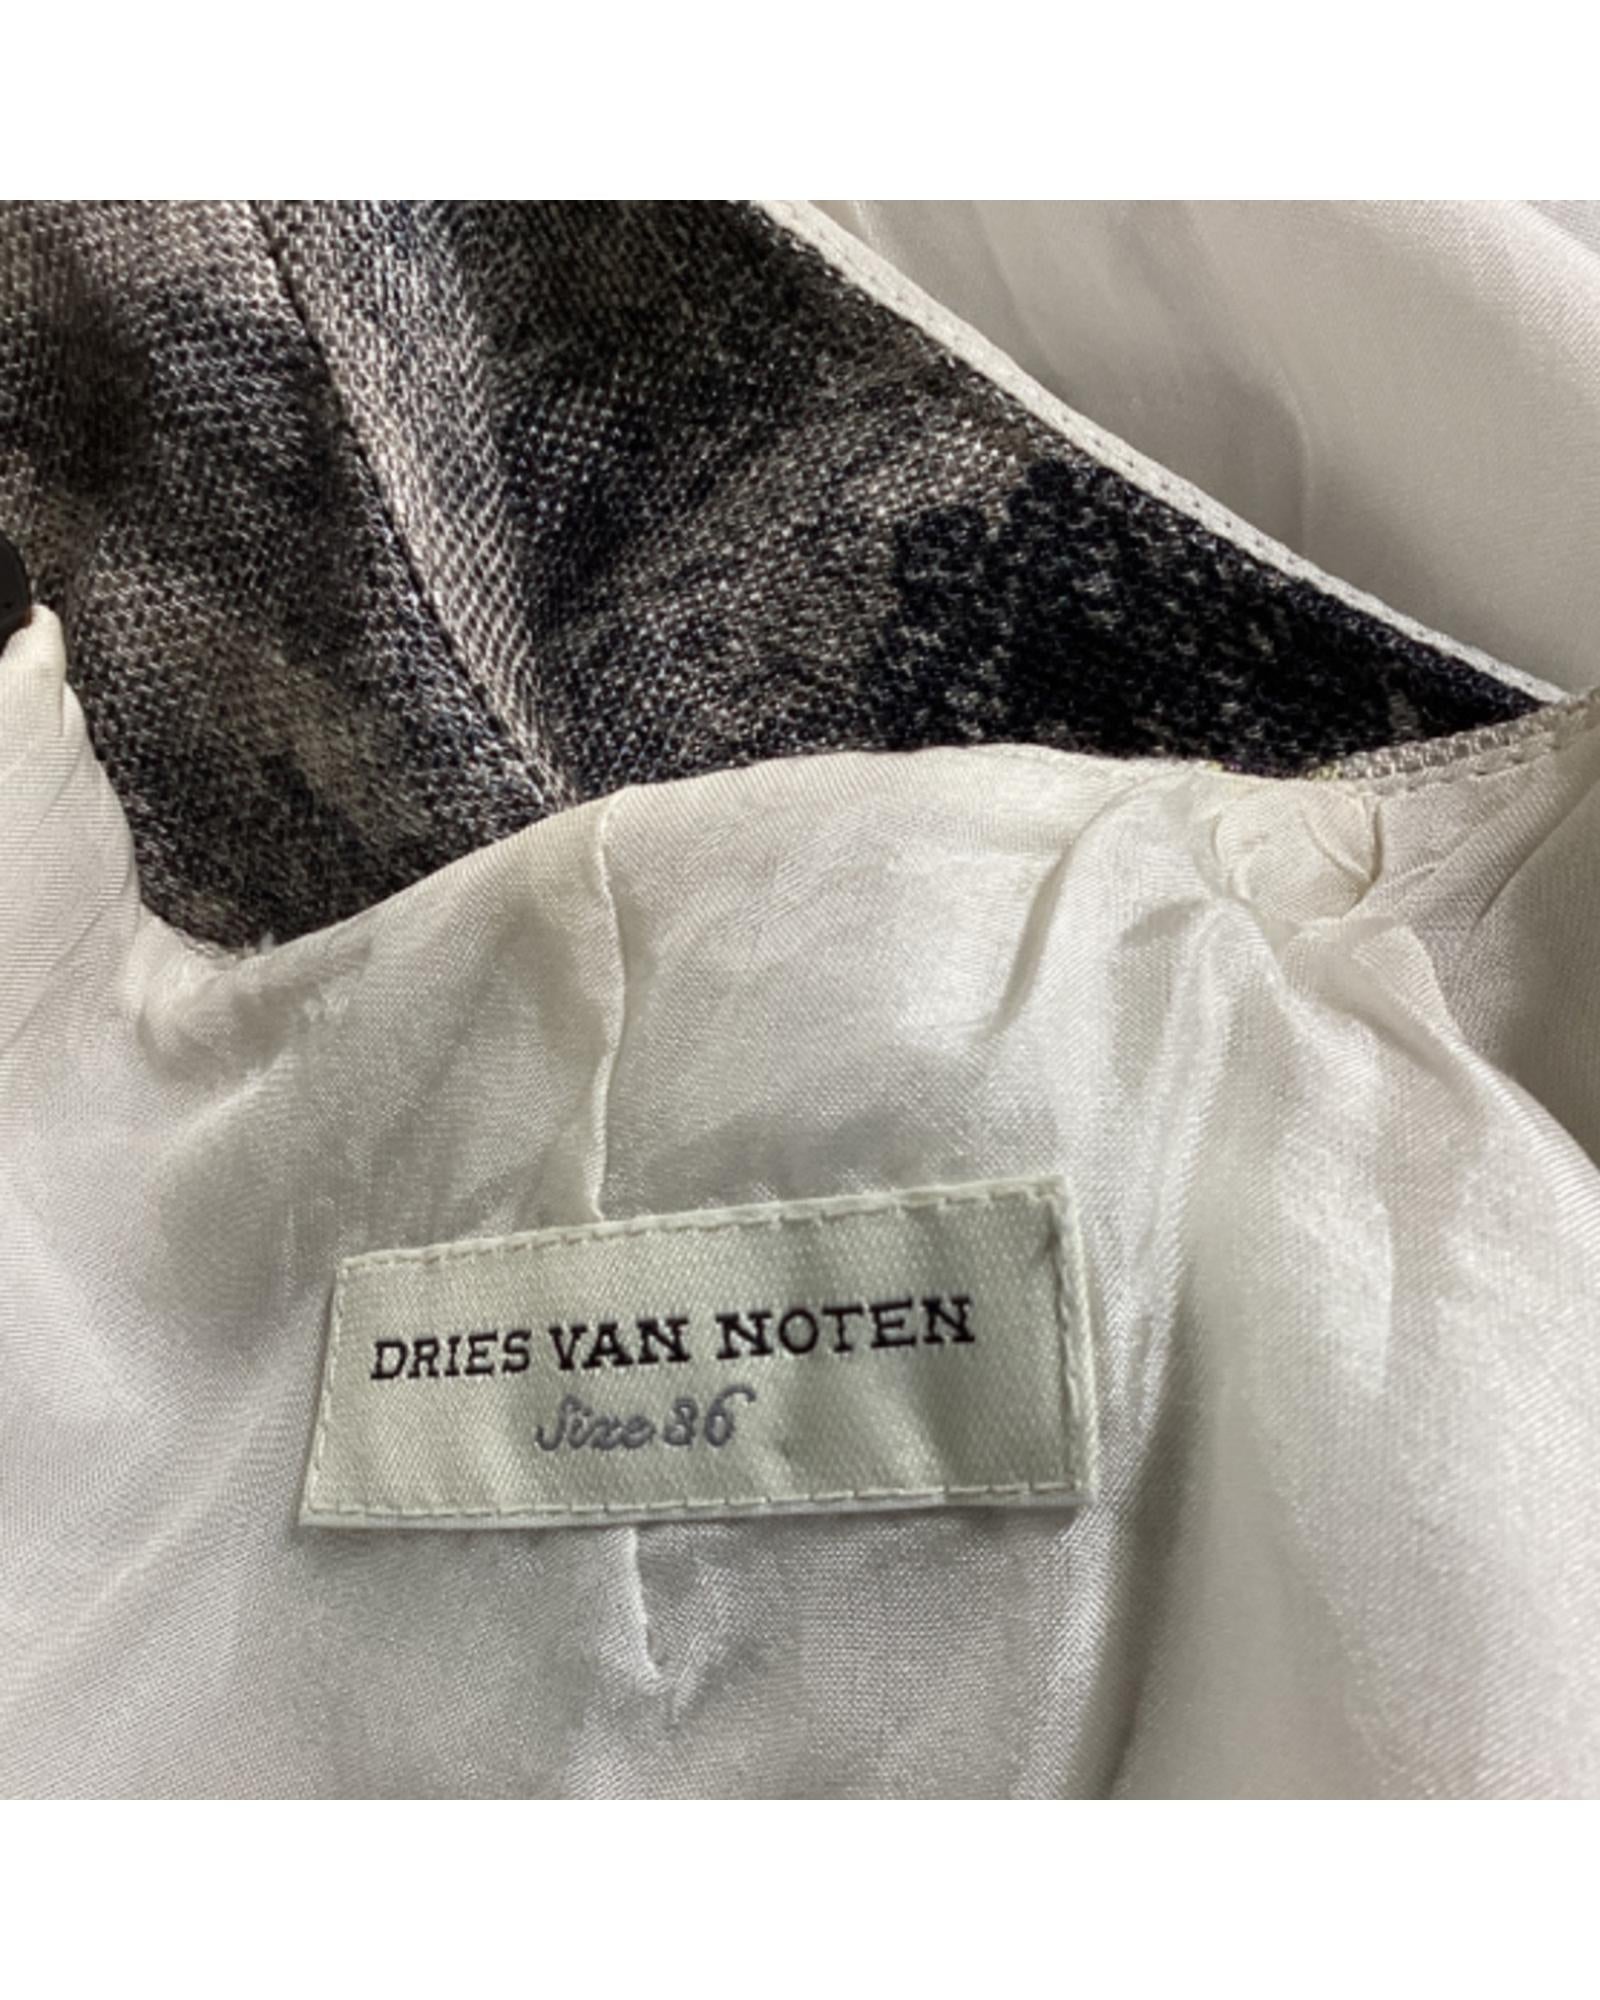 DRIES VAN NOTEN
Size 36